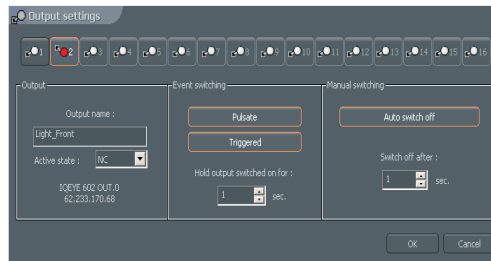 Output settings
1 2 3 4 5 6 7 8 9 10 11 12 13 14 15 16
Output
Output name :
Light_Front
Active state : NC
IQEYE 602 OUT.0
62.233.170.68
Event switching
Pulsate
Triggered
Hold output switched on for :
1 sec.
Manual switching
Auto switch off
Switch off after :
1 sec.
OK Cancel